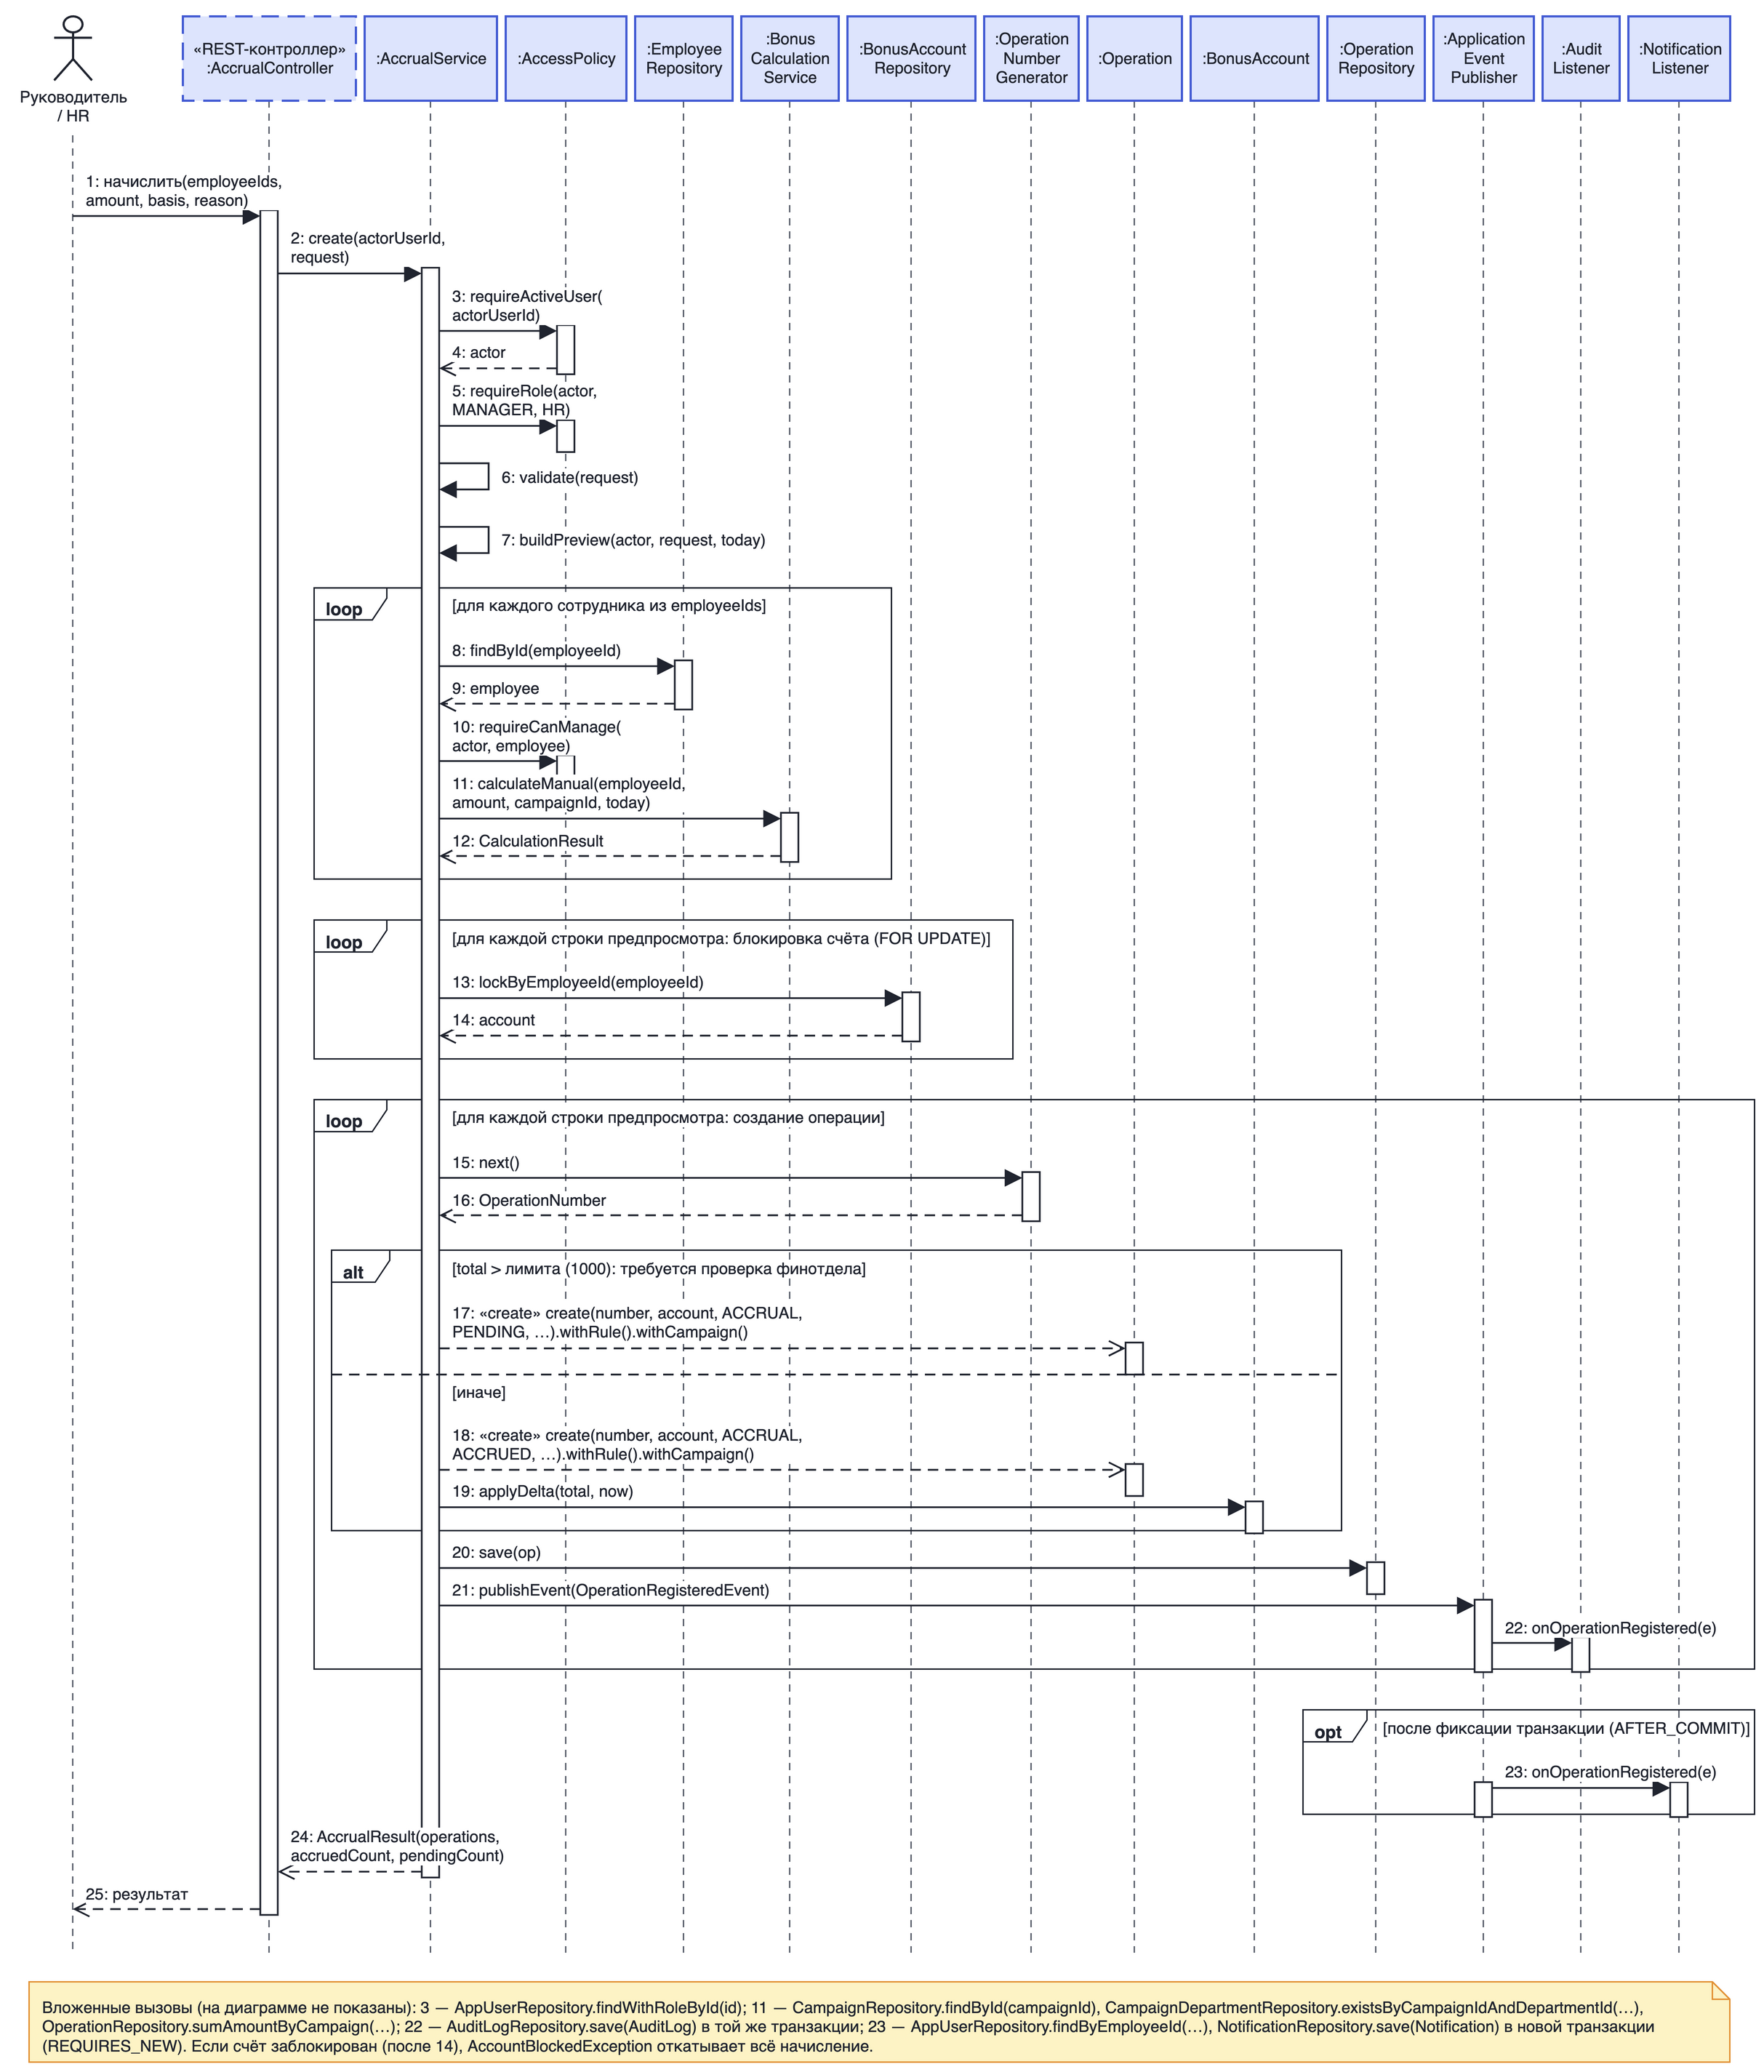 Руководитель
/ HR
«REST-контроллер»
:AccrualController
:AccrualService
:AccessPolicy
:Employee
Repository
:Bonus
Calculation
Service
:BonusAccount
Repository
:Operation
Number
Generator
:Operation
:BonusAccount
:Operation
Repository
:Application
Event
Publisher
:Audit
Listener
:Notification
Listener
1: начислить(employeeIds,
amount, basis, reason)
2: create(actorUserId,
request)
3: requireActiveUser(
actorUserId)
4: actor
5: requireRole(actor,
MANAGER, HR)
6: validate(request)
7: buildPreview(actor, request, today)
loop
[для каждого сотрудника из employeeIds]
8: findById(employeeId)
9: employee
10: requireCanManage(
actor, employee)
11: calculateManual(employeeId,
amount, campaignId, today)
12: CalculationResult
loop
[для каждой строки предпросмотра: блокировка счёта (FOR UPDATE)]
13: lockByEmployeeId(employeeId)
14: account
loop
[для каждой строки предпросмотра: создание операции]
15: next()
16: OperationNumber
alt
[total > лимита (1000): требуется проверка финотдела]
17: «create» create(number, account, ACCRUAL,
PENDING, …).withRule().withCampaign()
[иначе]
18: «create» create(number, account, ACCRUAL,
ACCRUED, …).withRule().withCampaign()
19: applyDelta(total, now)
20: save(op)
21: publishEvent(OperationRegisteredEvent)
22: onOperationRegistered(e)
opt
[после фиксации транзакции (AFTER_COMMIT)]
23: onOperationRegistered(e)
24: AccrualResult(operations,
accruedCount, pendingCount)
25: результат
Вложенные вызовы (на диаграмме не показаны): 3 — AppUserRepository.findWithRoleById(id); 11 — CampaignRepository.findById(campaignId), CampaignDepartmentRepository.existsByCampaignIdAndDepartmentId(…),
OperationRepository.sumAmountByCampaign(…); 22 — AuditLogRepository.save(AuditLog) в той же транзакции; 23 — AppUserRepository.findByEmployeeId(…), NotificationRepository.save(Notification) в новой транзакции
(REQUIRES_NEW). Если счёт заблокирован (после 14), AccountBlockedException откатывает всё начисление.